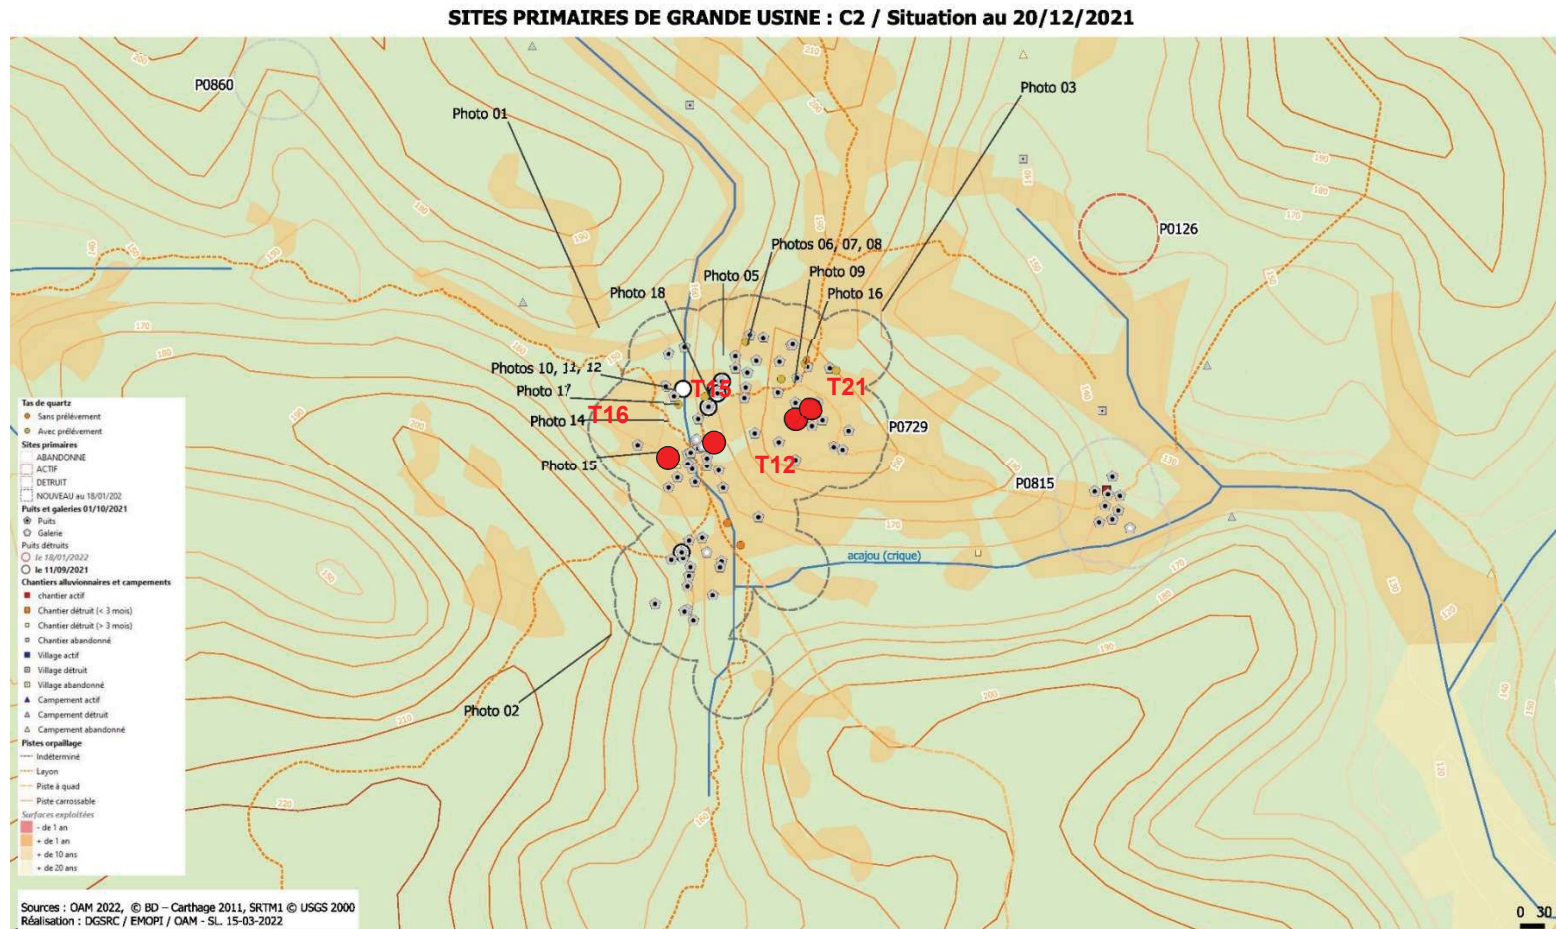 SITES PRIMAIRES DE GRANDE USINE : C2 / Situation au 20/12/2021
P0860
Photo 01
Photo 03
P0126
Photos 06, 07, 08
Photo 05
Photo 09
Photo 18
Photo 16
Photos 10, 11, 12
Photo 17
T15
T21
Photo 14
T16
P0729
Photo 15
T12
P0815
acajou (crique)
Photo 02
Tas de quartz
Sans prélèvement
Avec prélèvement
Sites primaires
ABANDONNE
ACTIF
DETRUIT
NOUVEAU au 18/01/202
Puits et galeries 01/10/2021
Puits
Galerie
Puits détruits
le 18/01/2022
le 11/09/2021
Chantiers alluvionnaires et campements
chantier actif
Chantier détruit (< 3 mois)
Chantier détruit (> 3 mois)
Chantier abandonné
Village actif
Village détruit
Village abandonné
Campement actif
Campement détruit
Campement abandonné
Pistes orpaillage
Indéterminé
Layon
Piste à quad
Piste carrossable
Surfaces exploitées
- de 1 an
+ de 1 an
+ de 10 ans
+ de 20 ans
Sources : OAM 2022, © BD – Carthage 2011, SRTM1 © USGS 2000
Réalisation : DGSRC / EMOPI / OAM - SL. 15-03-2022
0 30